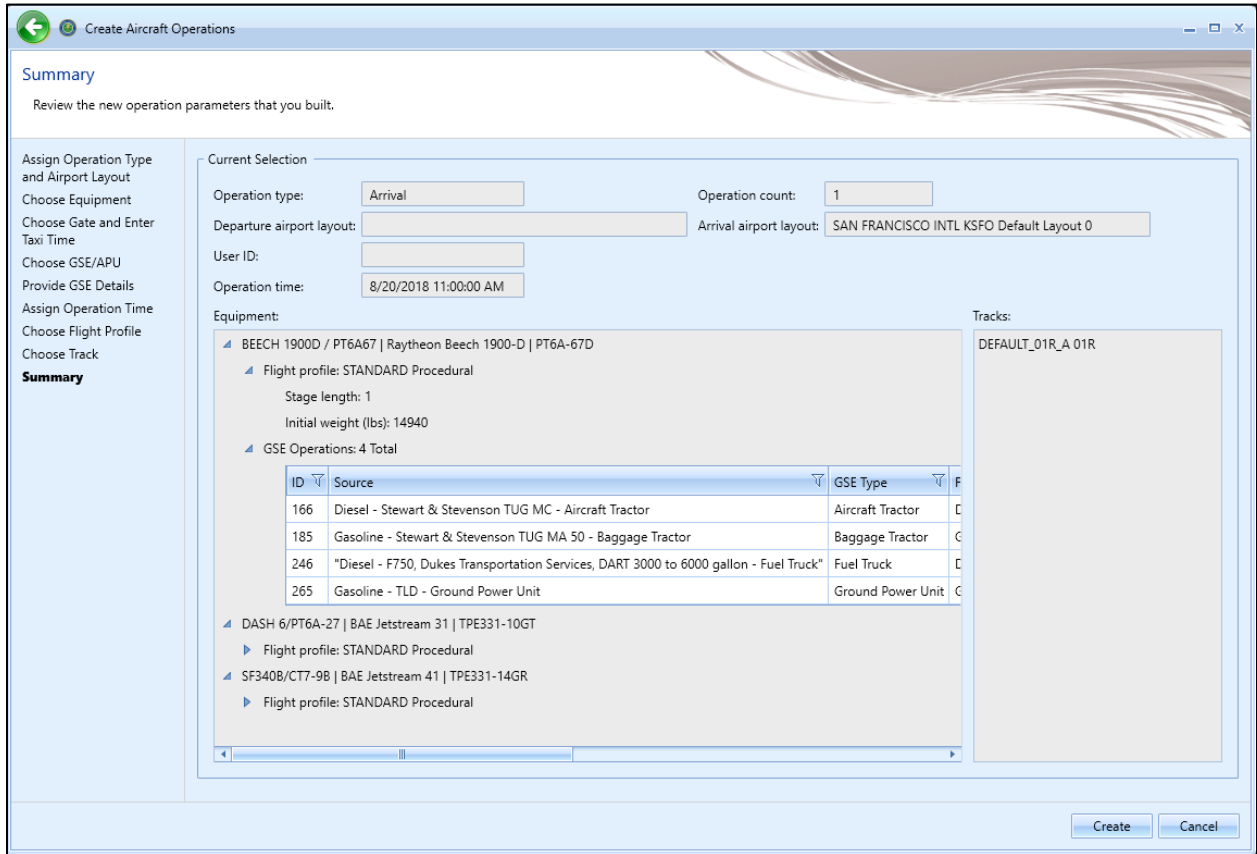 Create Aircraft Operations
Summary
Review the new operation parameters that you built.
Assign Operation Type
and Airport Layout
Choose Equipment
Choose Gate and Enter
Taxi Time
Choose GSE/APU
Provide GSE Details
Assign Operation Time
Choose Flight Profile
Choose Track
Summary
Current Selection
Operation type: Arrival Operation count: 1
Departure airport layout: Arrival airport layout: SAN FRANCISCO INTL KSFO Default Layout 0
User ID:
Operation time: 8/20/2018 11:00:00 AM
Equipment: Tracks:
BEECH 1900D / PT6A67 | Raytheon Beech 1900-D | PT6A-67D DEFAULT_01R_A 01R
Flight profile: STANDARD Procedural
Stage length: 1
Initial weight (lbs): 14940
GSE Operations: 4 Total
ID Source GSE Type
166 Diesel - Stewart & Stevenson TUG MC - Aircraft Tractor Aircraft Tractor
185 Gasoline - Stewart & Stevenson TUG MA 50 - Baggage Tractor Baggage Tractor
246 "Diesel - F750, Dukes Transportation Services, DART 3000 to 6000 gallon - Fuel Truck" Fuel Truck
265 Gasoline - TLD - Ground Power Unit Ground Power Unit
DASH 6/PT6A-27 | BAE Jetstream 31 | TPE331-10GT
Flight profile: STANDARD Procedural
SF340B/CT7-9B | BAE Jetstream 41 | TPE331-14GR
Flight profile: STANDARD Procedural
Create Cancel